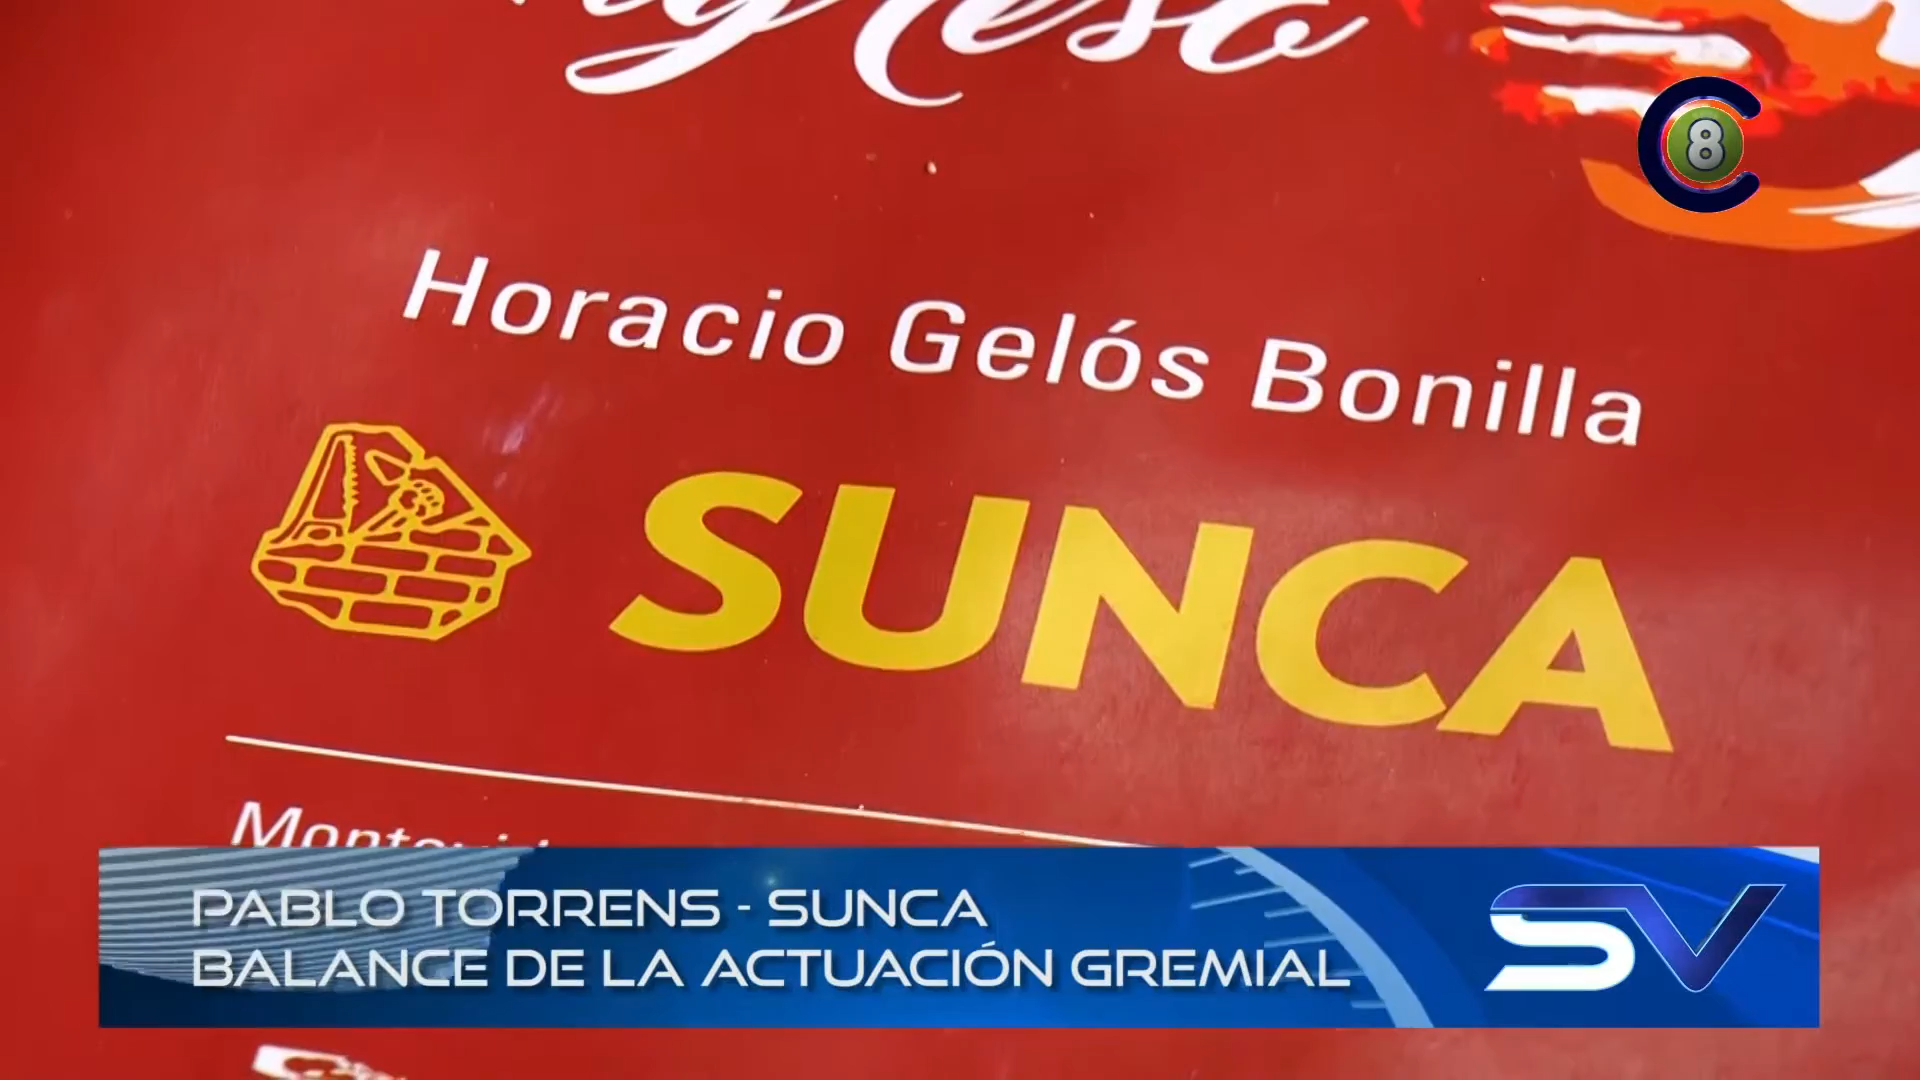 8
Horacio Gelós Bonilla
SUNCA
PABLO TORRENS - SUNCA
BALANCE DE LA ACTUACIÓN GREMIAL
SV